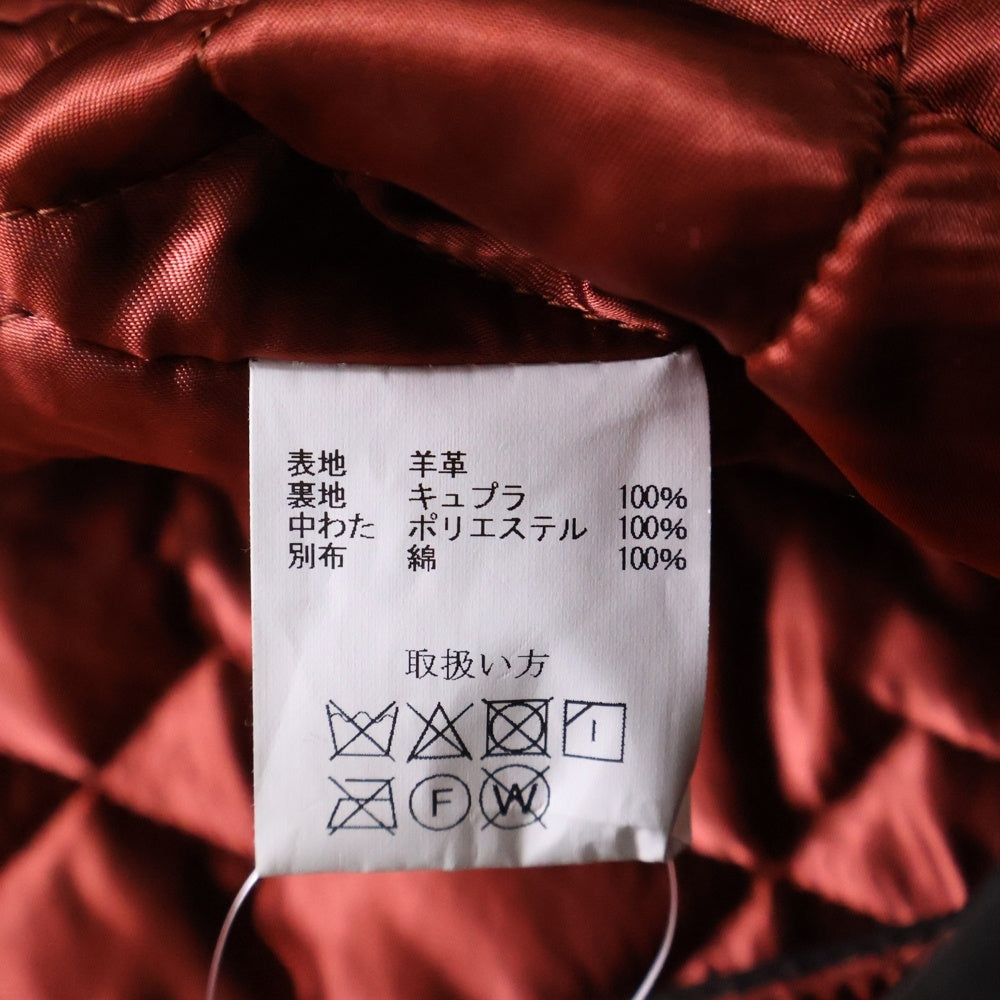 表地 羊革
裏地 キュプラ 100%
中わた ポリエステル 100%
別布 綿 100%
取扱い方
F W